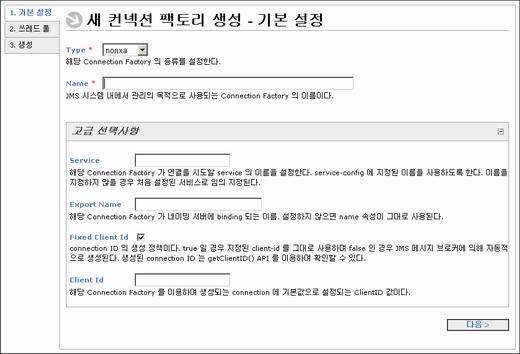 1. 기본 설정
2. 쓰레드 풀
3. 생성
새 컨넥션 팩토리 생성 - 기본 설정
Type * nonxa
해당 Connection Factory 의 종류를 설정한다.
Name *
JMS 시스템 내에서 관리의 목적으로 사용되는 Connection Factory 의 이름이다.
고급 선택사항
Service
해당 Connection Factory 가 연결을 시도할 service 의 이름을 설정한다. service-config 에 지정된 이름을 사용하도록 한다. 이름을
지정하지 않을 경우 처음 설정된 서비스로 임의 지정된다.
Export Name
해당 Connection Factory 가 네이밍 서버에 binding 되는 이름. 설정하지 않으면 name 속성이 그대로 사용된다.
Fixed Client Id
connection ID 의 생성 정책이다. true 일 경우 지정된 client-id 를 그대로 사용하며 false 인 경우 JMS 메시지 브로커에 의해 자동적
으로 생성된다. 생성된 connection ID 는 getClientID() API 를 이용하여 확인할 수 있다.
Client Id
해당 Connection Factory 를 이용하여 생성되는 connection 에 기본값으로 설정되는 ClientID 값이다.
다음 >